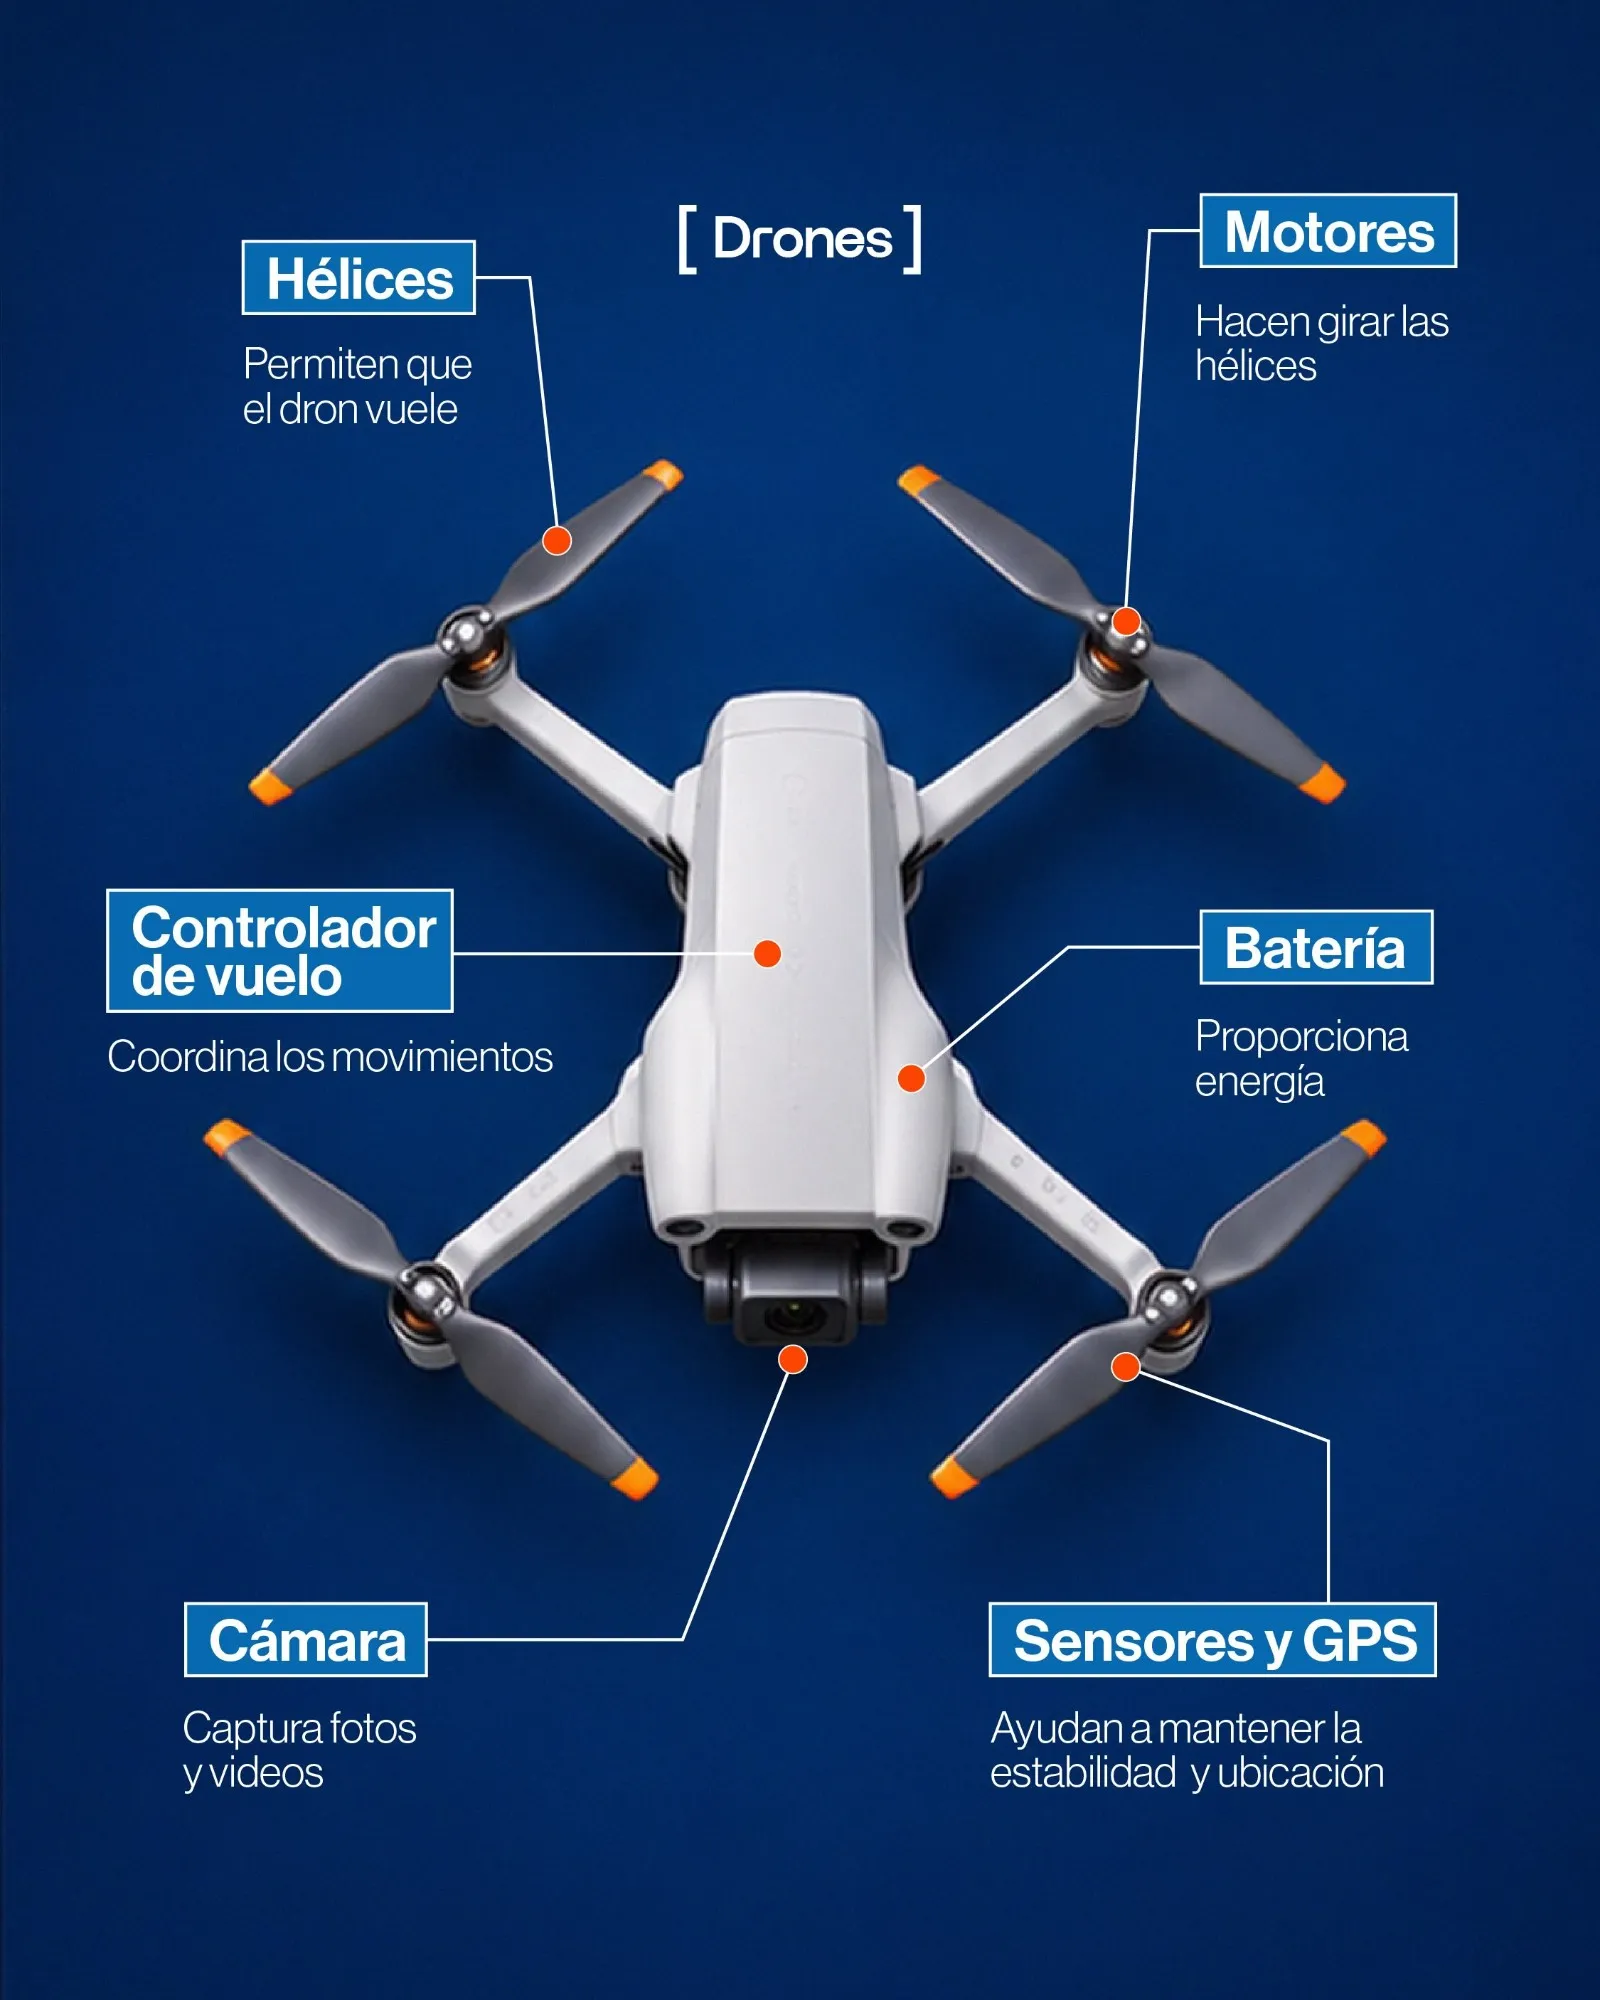 [ Drones ]
Hélices
Permiten que
el dron vuele
Motores
Hacen girar las
hélices
Controlador
de vuelo
Coordina los movimientos
Batería
Proporciona
energía
Cámara
Captura fotos
y videos
Sensores y GPS
Ayudan a mantener la
estabilidad y ubicación